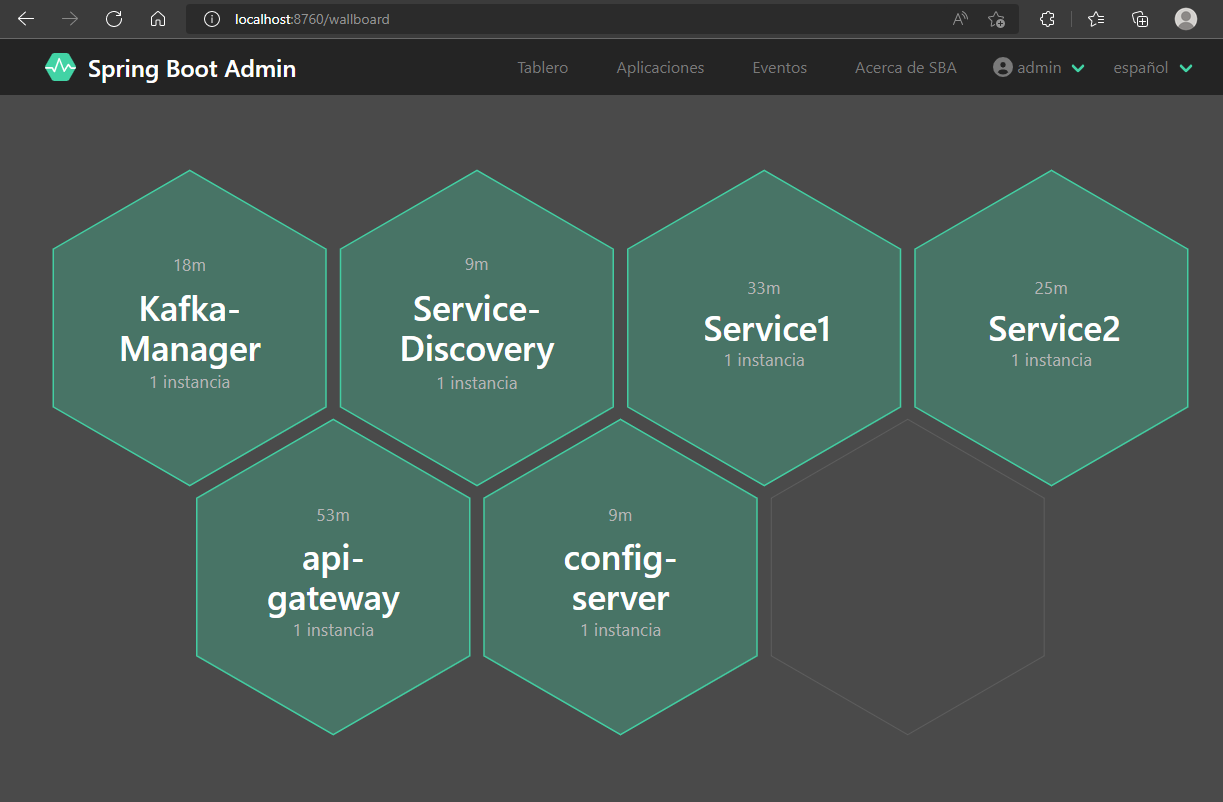 localhost:8760/wallboard
Spring Boot Admin
Tablero
Aplicaciones
Eventos
Acerca de SBA
admin
español
18m
Kafka-
Manager
1 instancia
9m
Service-
Discovery
1 instancia
33m
Service1
1 instancia
25m
Service2
1 instancia
53m
api-
gateway
1 instancia
9m
config-
server
1 instancia